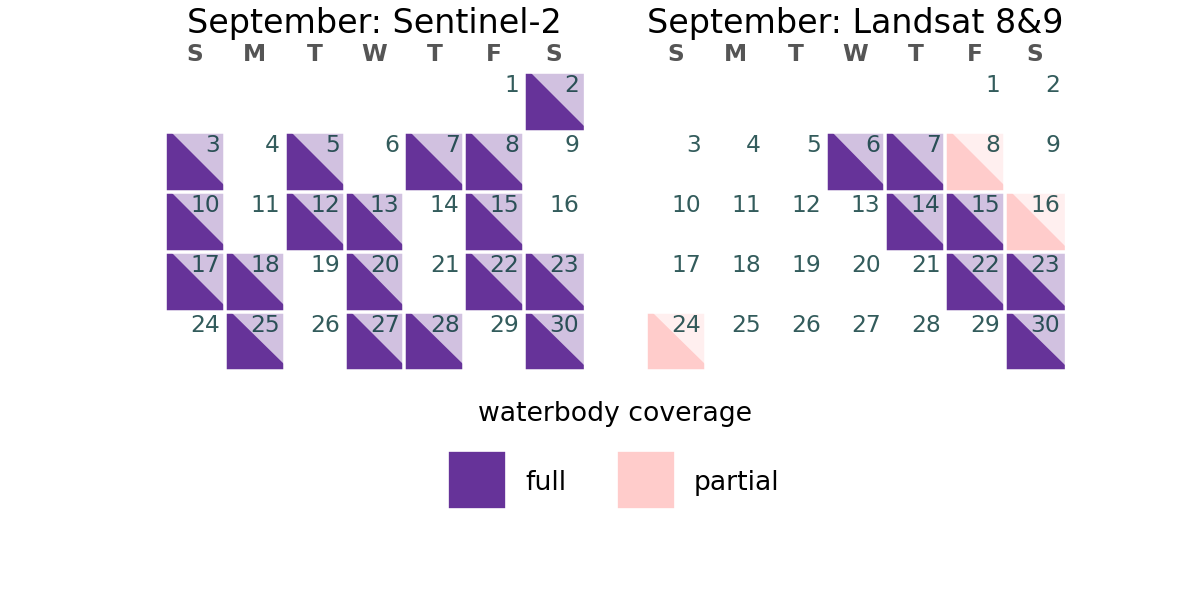 September: Sentinel-2
S M T W T F S
1 2
3 4 5 6 7 8 9
10 11 12 13 14 15 16
17 18 19 20 21 22 23
24 25 26 27 28 29 30
September: Landsat 8&9
S M T W T F S
1 2
3 4 5 6 7 8 9
10 11 12 13 14 15 16
17 18 19 20 21 22 23
24 25 26 27 28 29 30
waterbody coverage
full partial